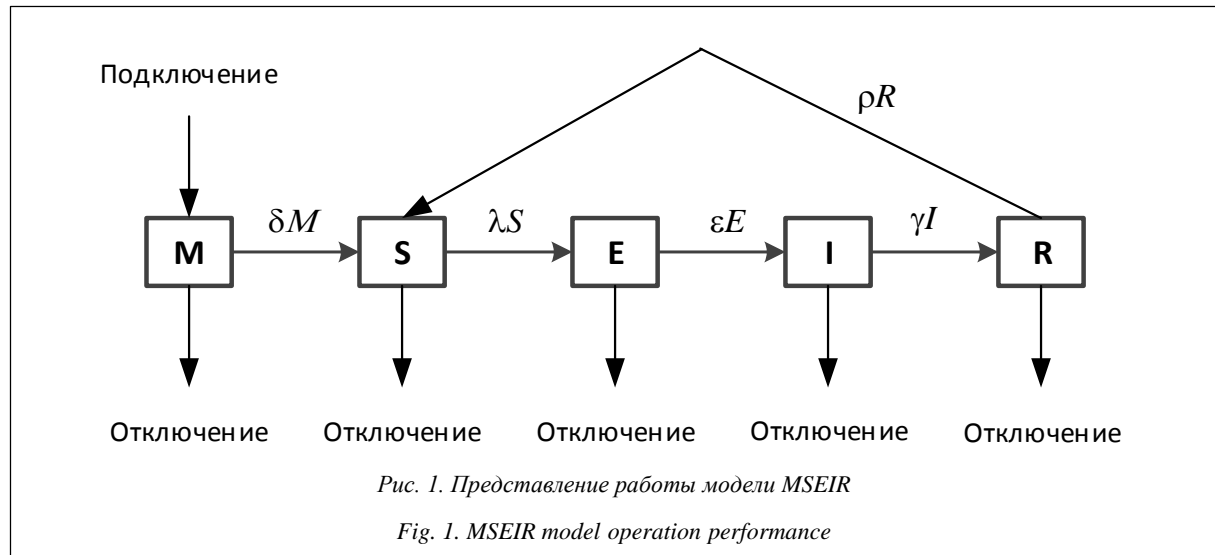 Подключение
ρR
δM
λS
εE
γI
M
S
E
I
R
Отключение
Отключение
Отключение
Отключение
Отключение
Рис. 1. Представление работы модели MSEIR
Fig. 1. MSEIR model operation performance